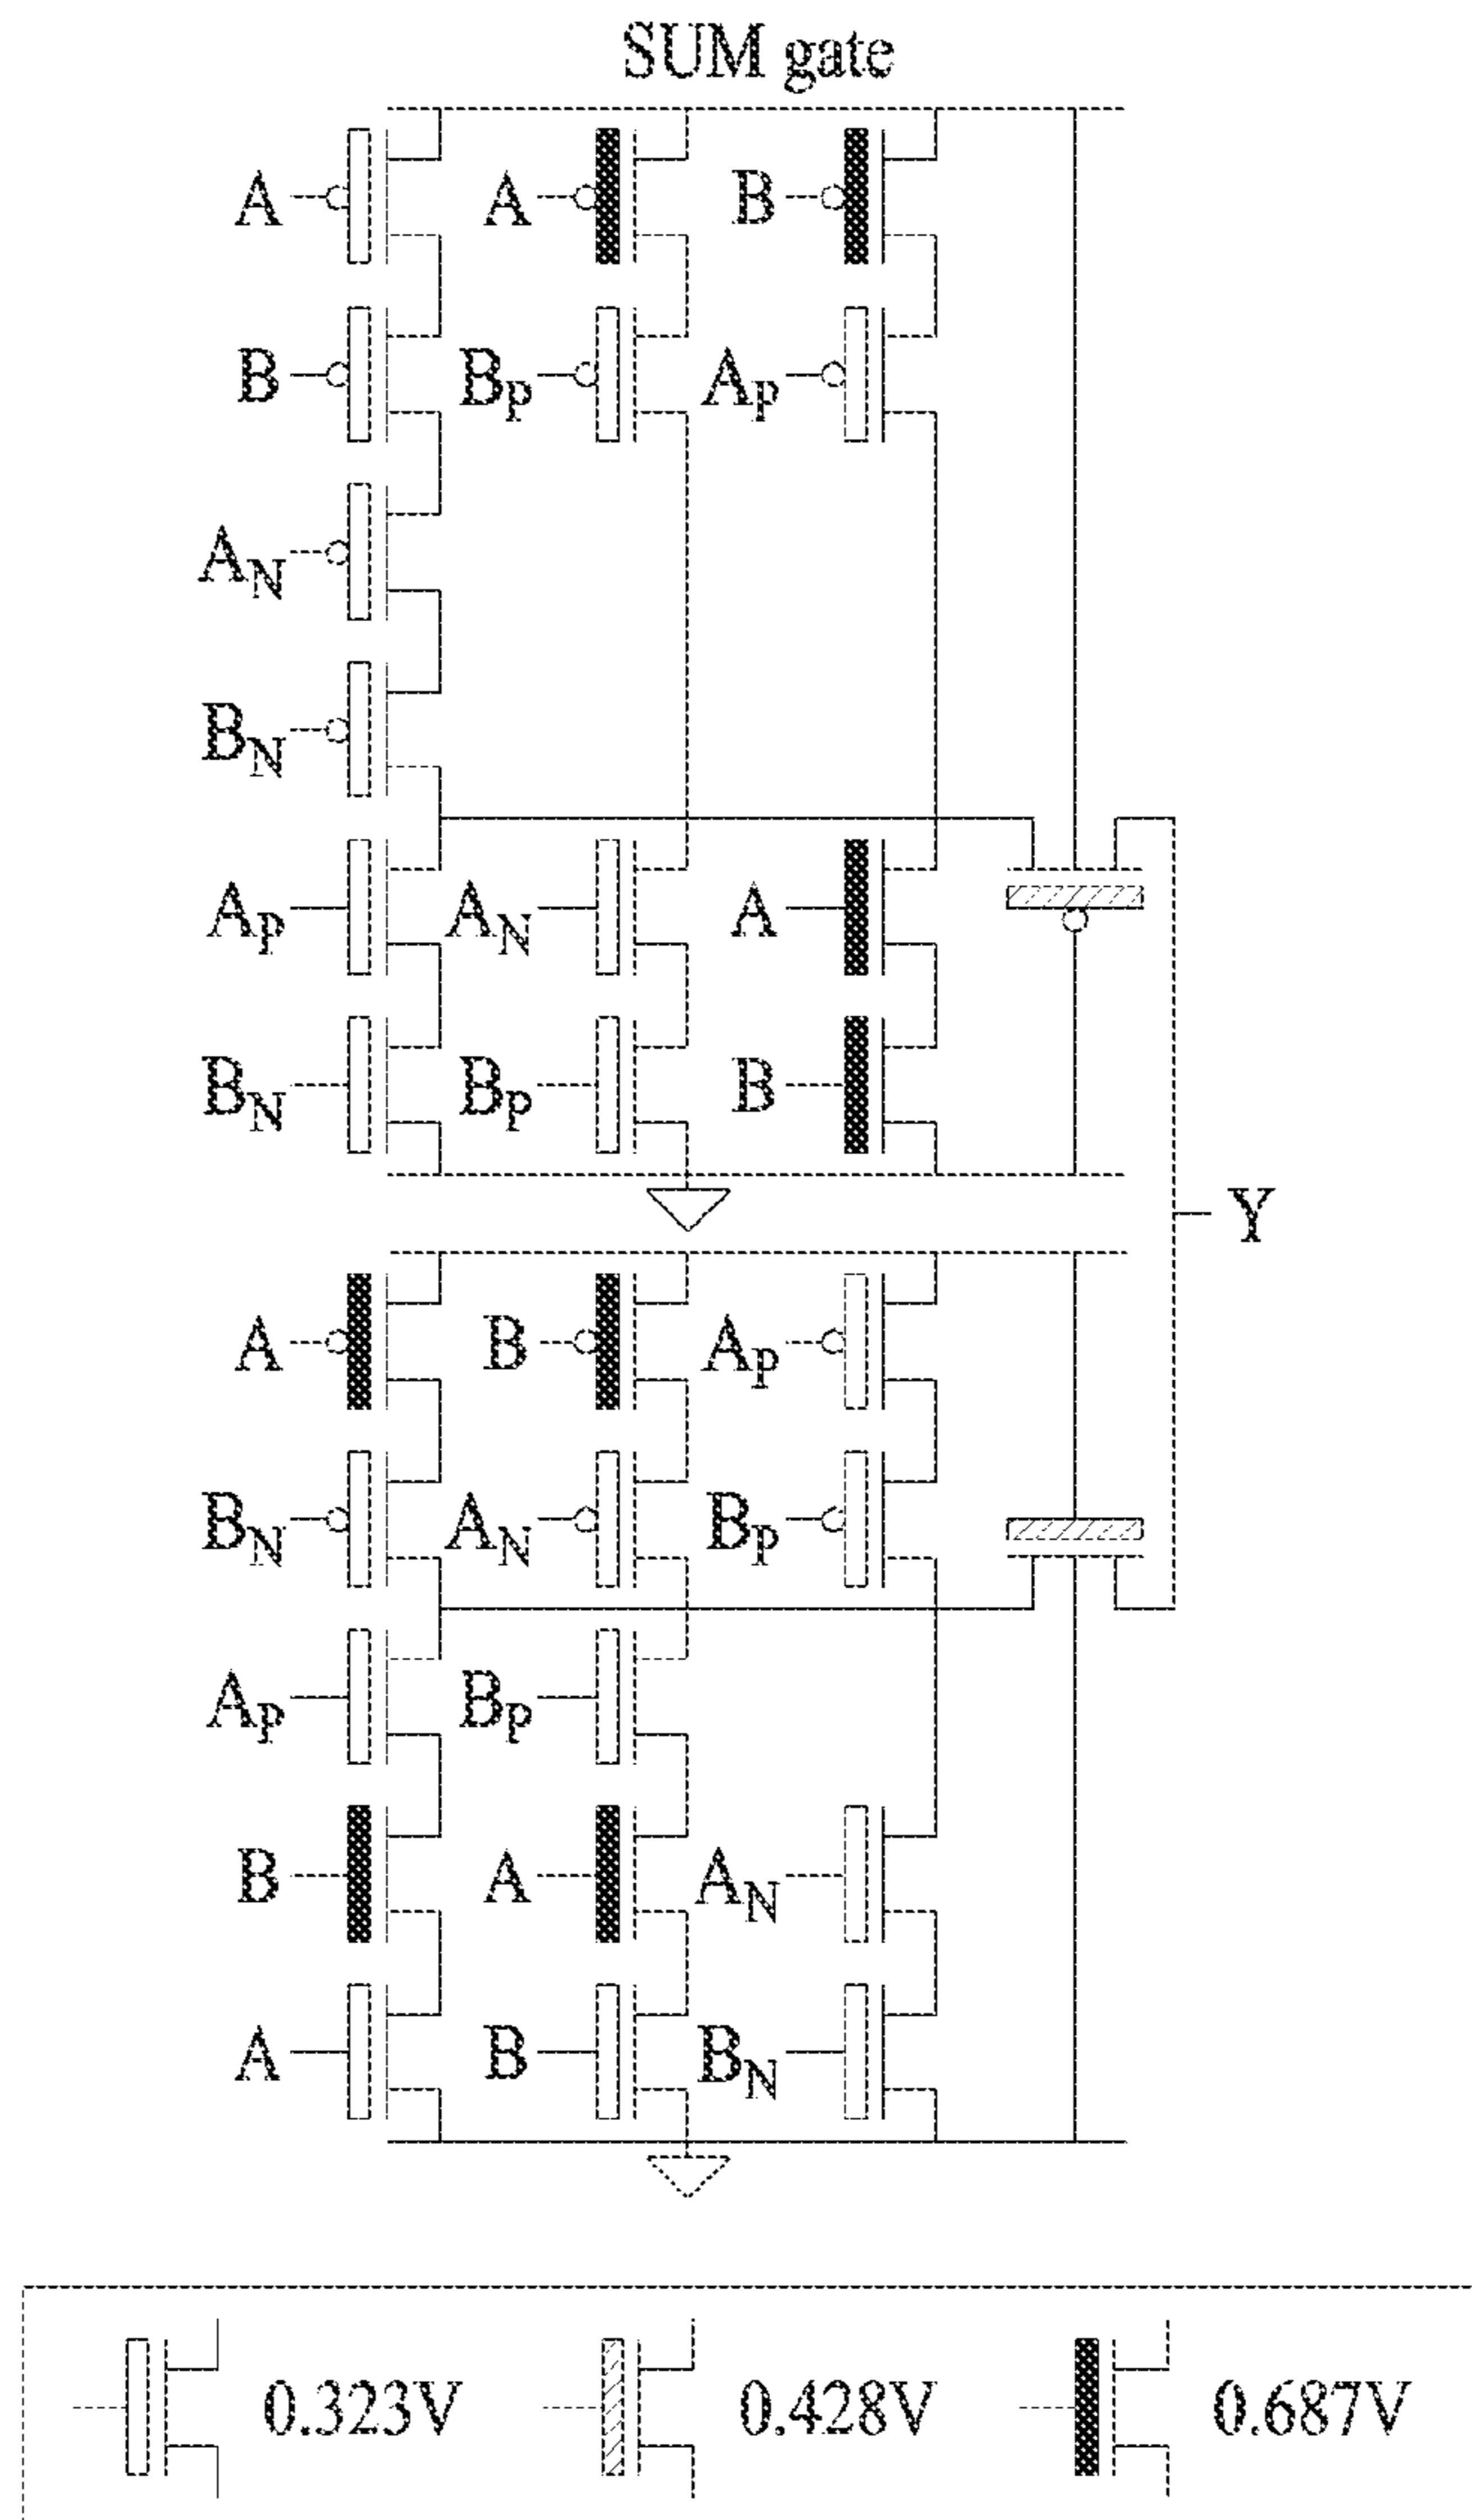 SUM gate
A A B
B Bp Ap
AN
BN
Ap AN A
BN Bp B
Y
A B Ap
BN AN Bp
Ap Bp
B A AN
A B BN
0.323V 0.428V 0.687V